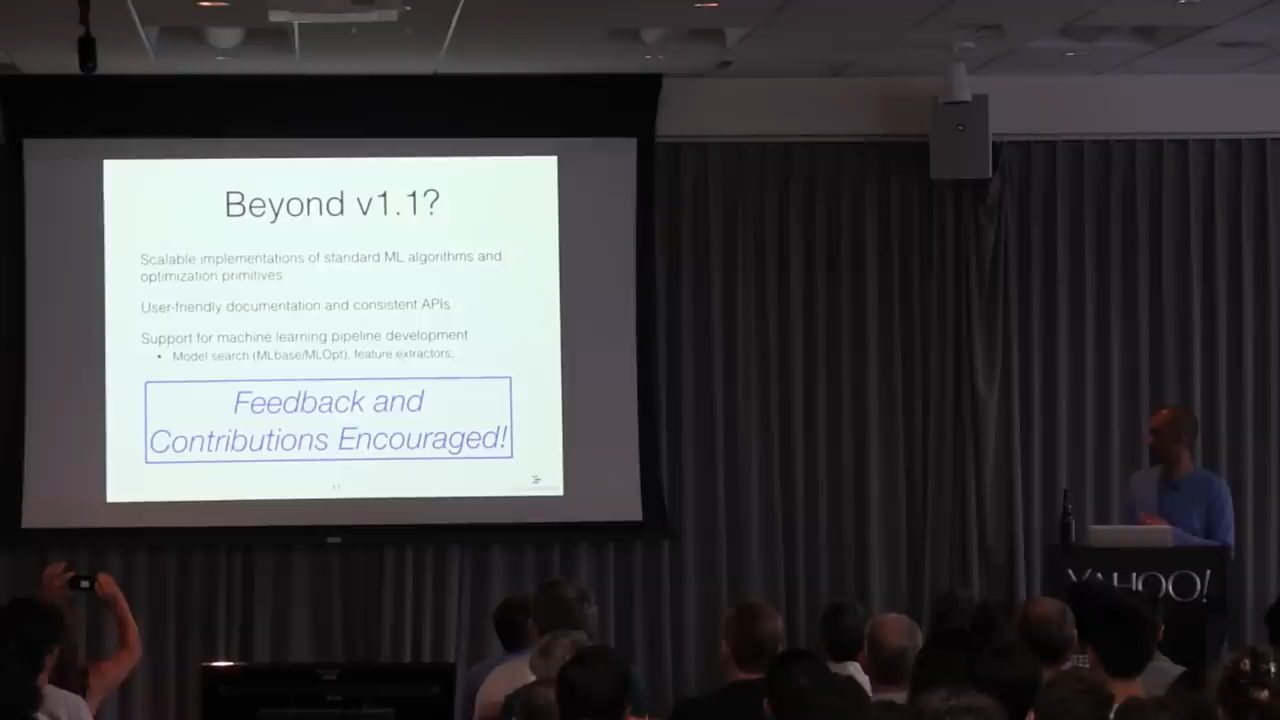 Beyond v1.1?
Scalable implementations of standard ML algorithms and
optimization primitives
User-friendly documentation and consistent APIs
Support for machine learning pipeline development
• Model search (MLbase/MLOpt), feature extractors,
Feedback and
Contributions Encouraged!
YAHOO!